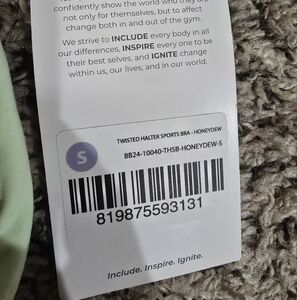 confidently show the world who they are
not only for themselves, but to affect
change both in and out of the gym.
We strive to INCLUDE every body in all
our differences, INSPIRE every one to be
their best selves, and IGNITE change
within us, our lives, and in our world.
TWISTED HALTER SPORTS BRA - HONEYDEW
S
BB24-10040-THSB-HONEYDEW-S
819875593131
Include. Inspire. Ignite.